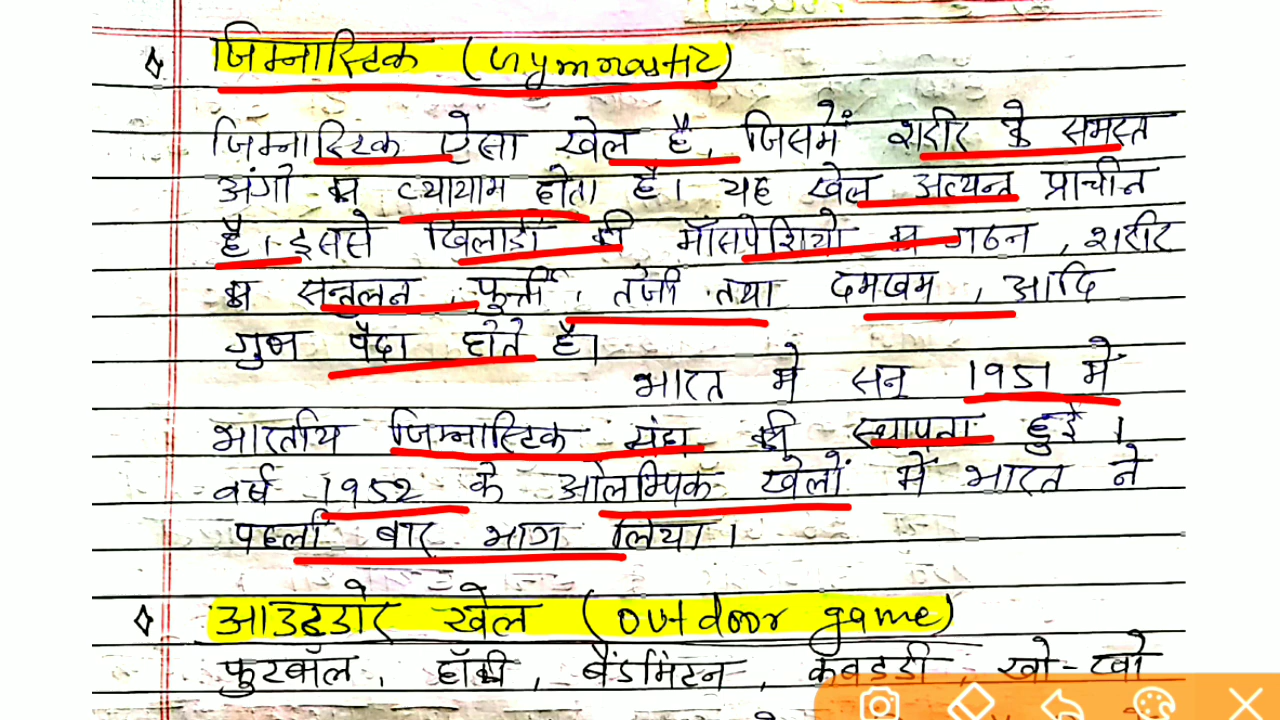 जिम्नास्टिक (Gymnastic)
जिम्नास्टिक ऐसा खेल है, जिसमें शरीर के समस्त
अंगो का व्यायाम होता है। यह खेल अत्यन्त प्राचीन
है। इससे खिलाडी की माँसपेशियो का गठन, शरीर
का सन्तुलन, फुर्ती, तेजी तथा दमखम, आदि
गुण पैदा होते है।
भारत मे सन् 1951 में
भारतीय जिम्नास्टिक संघ की स्थापना हुई।
वर्ष 1952 के ओलम्पिक खेलों में भारत ने
पहली बार भाग लिया।
आउटडोर खेल (outdoor game)
फुटबॉल, हॉकी, बैडमिंटन, कबड्डी, खो-खो